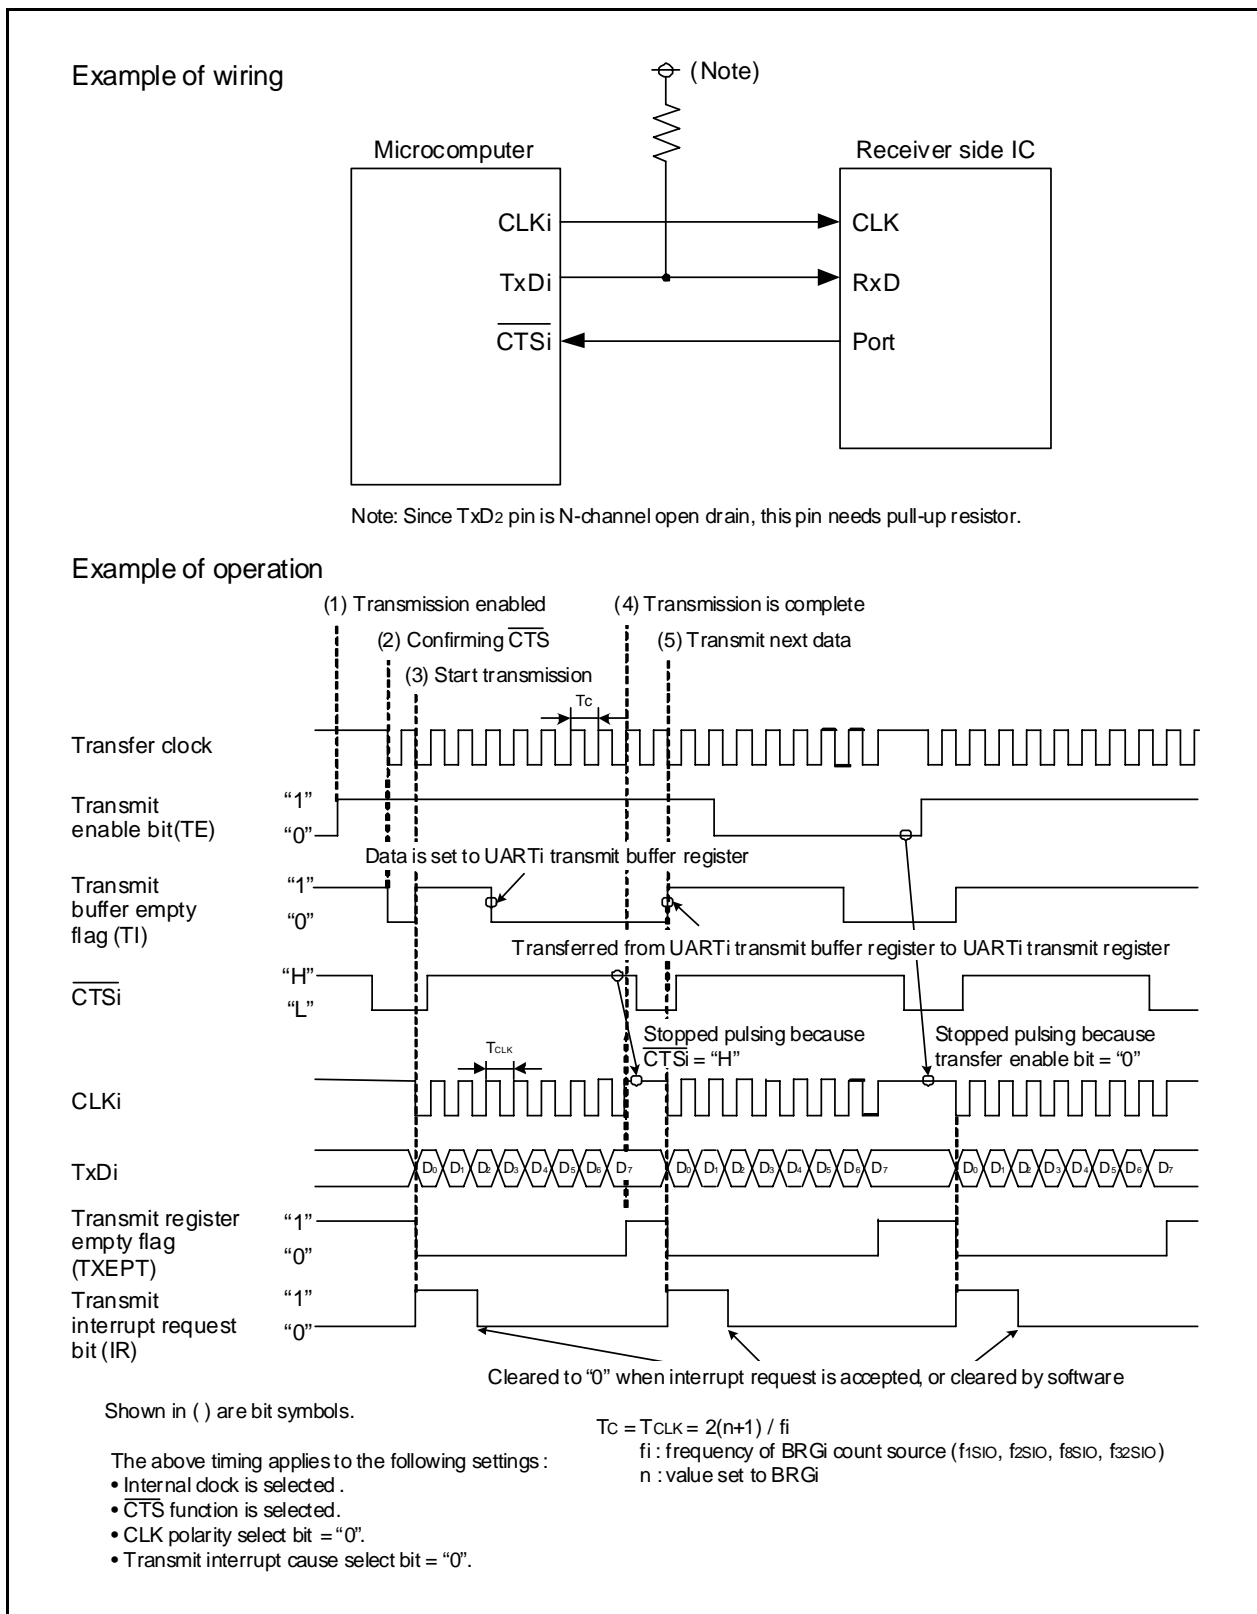 Example of wiring
(Note)
Microcomputer
Receiver side IC
CLKi
CLK
TxDi
RxD
CTSi
Port
Note: Since TxD2 pin is N-channel open drain, this pin needs pull-up resistor.
Example of operation
(1) Transmission enabled
(4) Transmission is complete
(2) Confirming CTS
(5) Transmit next data
(3) Start transmission
Tc
Transfer clock
Transmit
enable bit(TE)
“1”
“0”
Data is set to UARTi transmit buffer register
Transmit
buffer empty
flag (TI)
“1”
“0”
Transferred from UARTi transmit buffer register to UARTi transmit register
CTSi
“H”
“L”
Stopped pulsing because
CTSi = “H”
Stopped pulsing because
transfer enable bit = “0”
TCLK
CLKi
TxDi
D0 D1 D2 D3 D4 D5 D6 D7 D0 D1 D2 D3 D4 D5 D6 D7 D0 D1 D2 D3 D4 D5 D6 D7
Transmit register
empty flag
(TXEPT)
“1”
“0”
Transmit
interrupt request
bit (IR)
“1”
“0”
Cleared to “0” when interrupt request is accepted, or cleared by software
Shown in ( ) are bit symbols.
The above timing applies to the following settings :
• Internal clock is selected .
• CTS function is selected.
• CLK polarity select bit = “0”.
• Transmit interrupt cause select bit = “0”.
Tc = TCLK = 2(n+1) / fi
fi : frequency of BRGi count source (f1SIO, f2SIO, f8SIO, f32SIO)
n : value set to BRGi